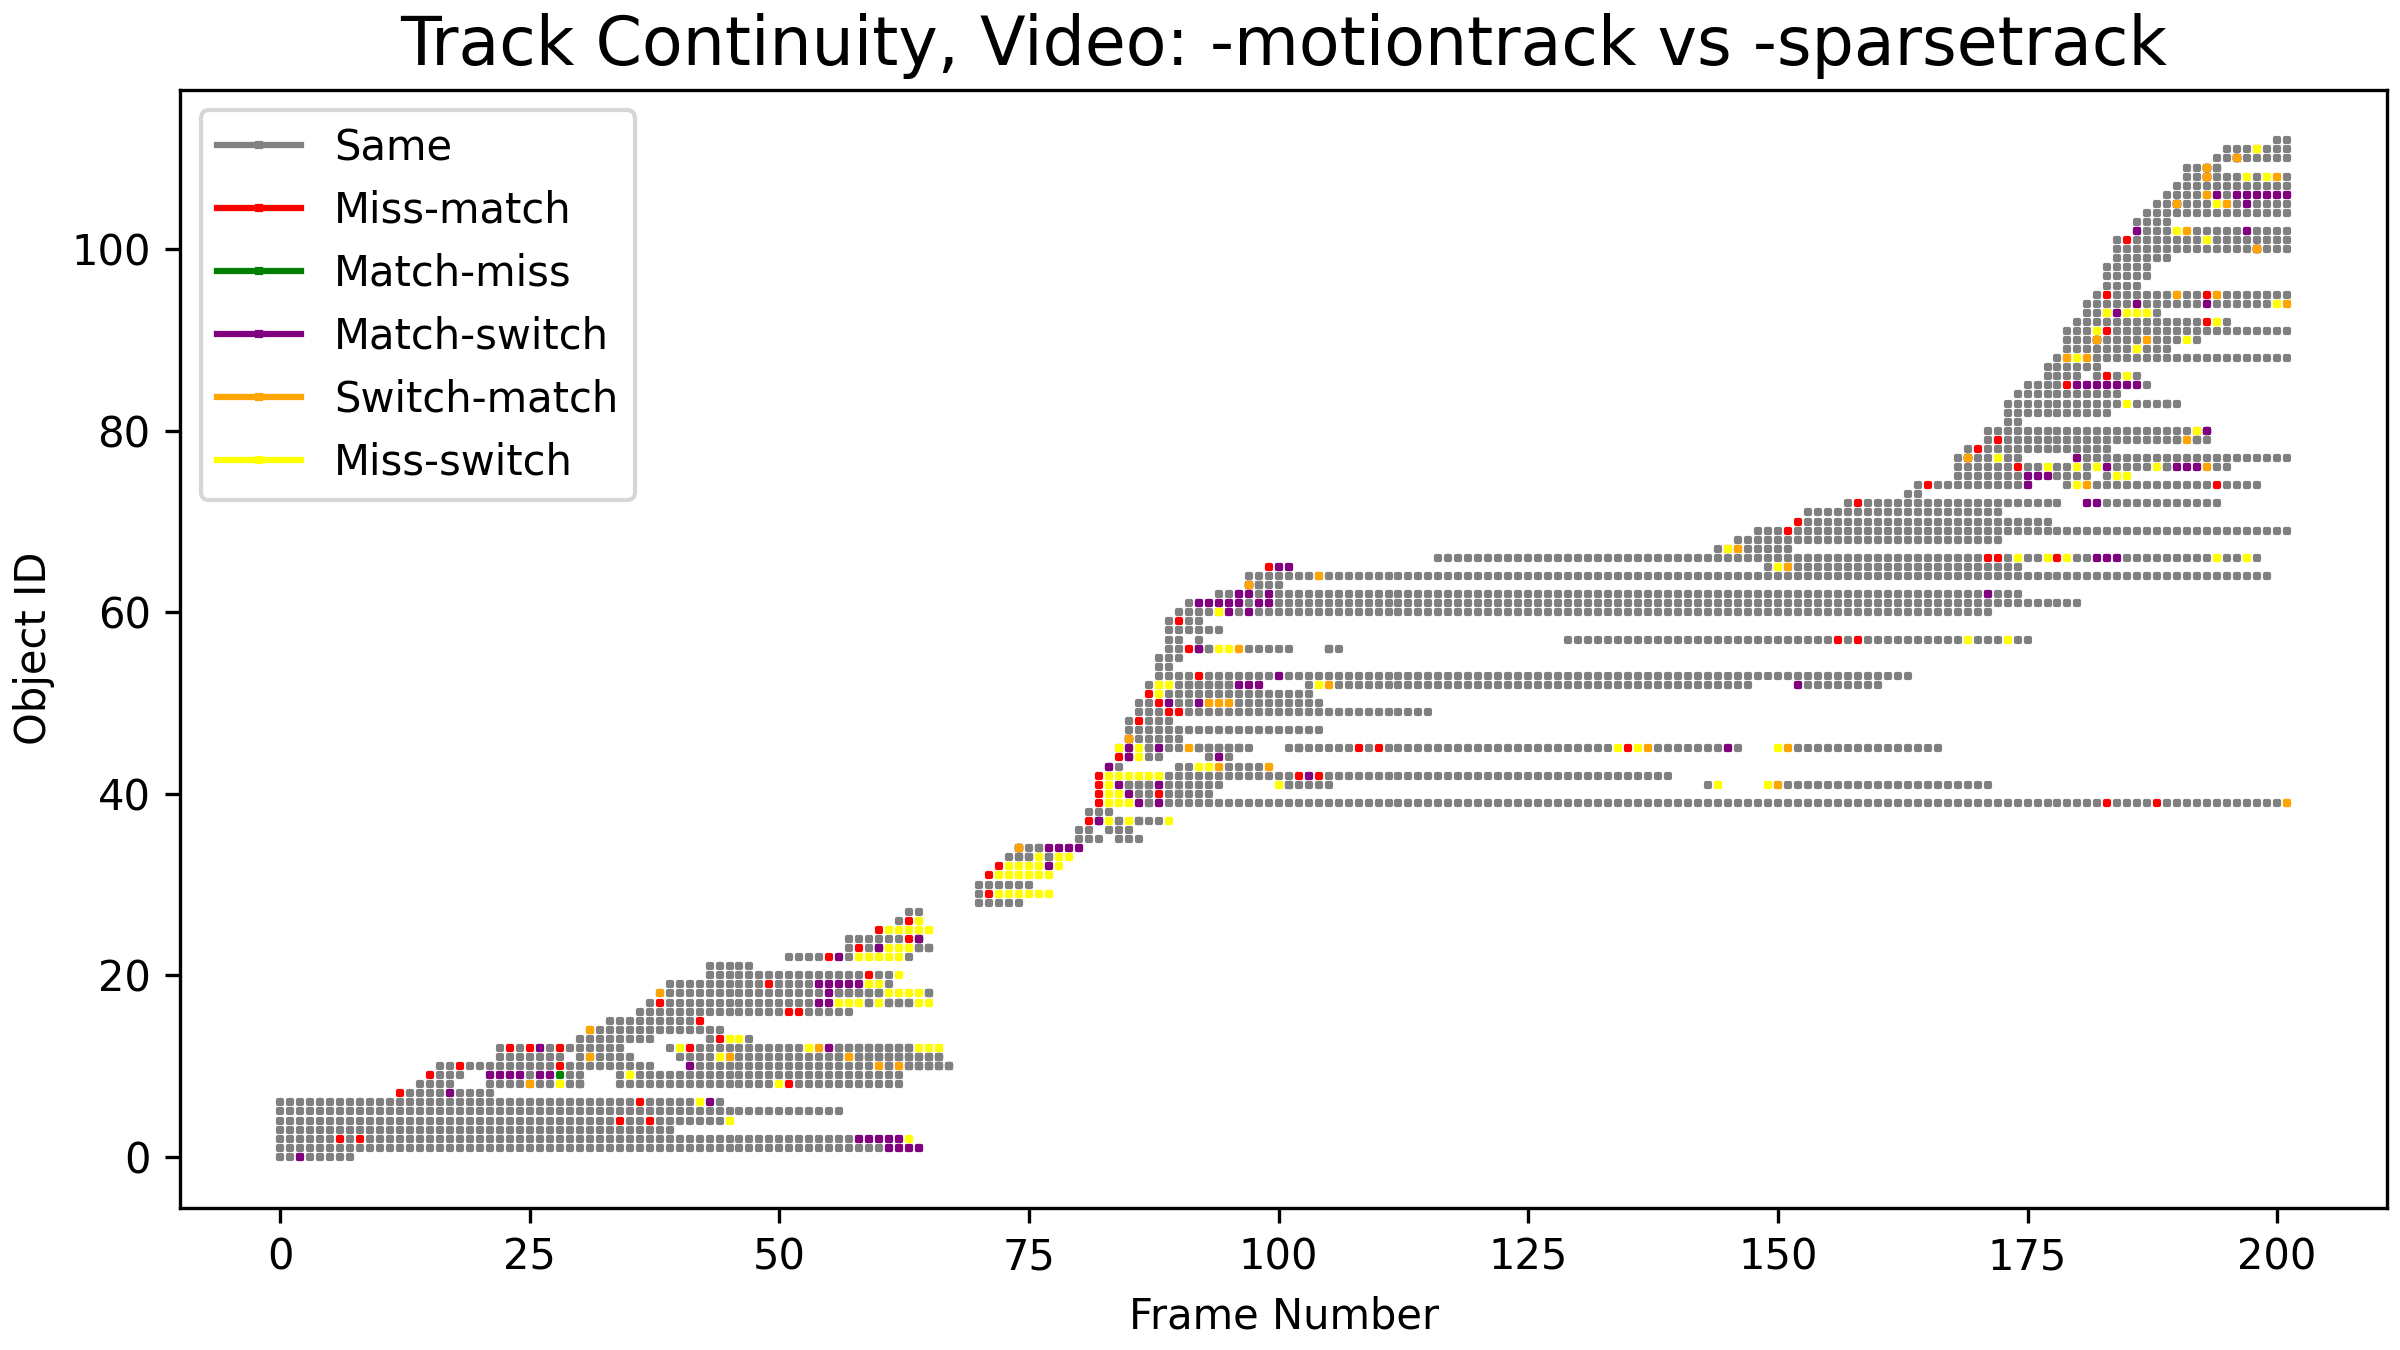 Track Continuity, Video: -motiontrack vs -sparsetrack
Same
Miss-match
Match-miss
Match-switch
Switch-match
Miss-switch
100
80
60
40
20
0
Object ID
0 25 50 75 100 125 150 175 200
Frame Number